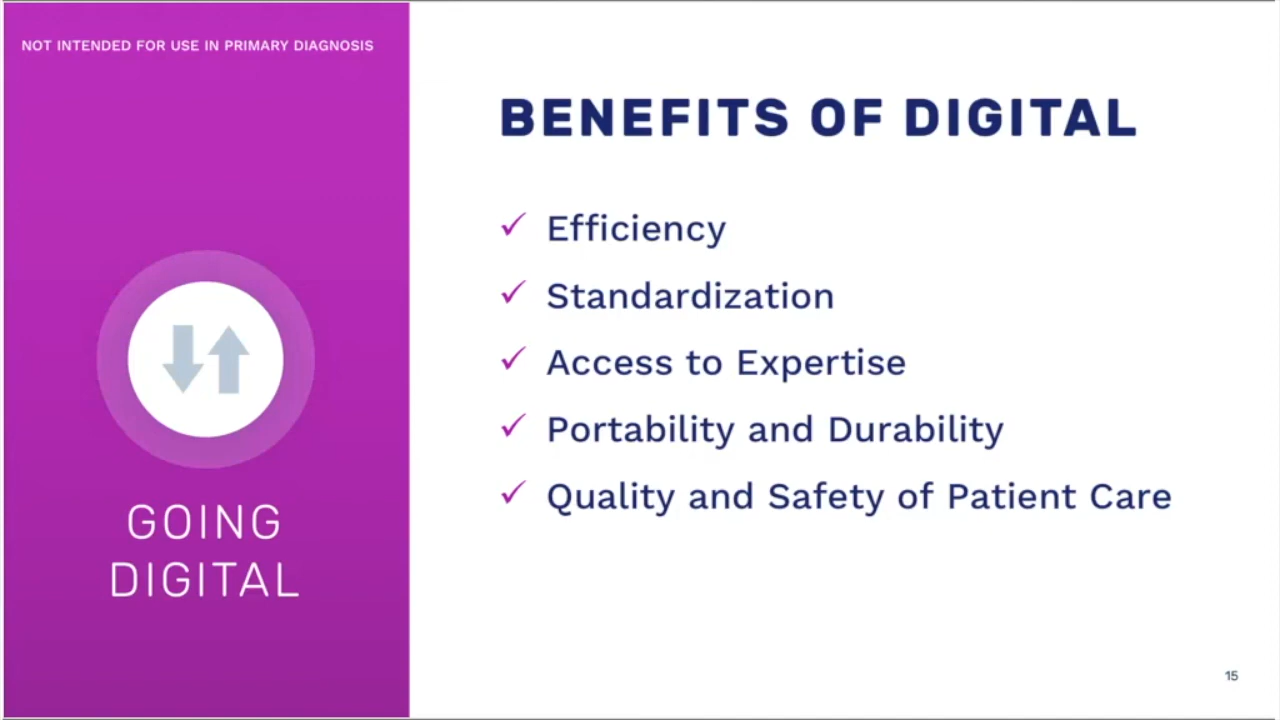 NOT INTENDED FOR USE IN PRIMARY DIAGNOSIS
GOING
DIGITAL
BENEFITS OF DIGITAL
✓ Efficiency
✓ Standardization
✓ Access to Expertise
✓ Portability and Durability
✓ Quality and Safety of Patient Care
15